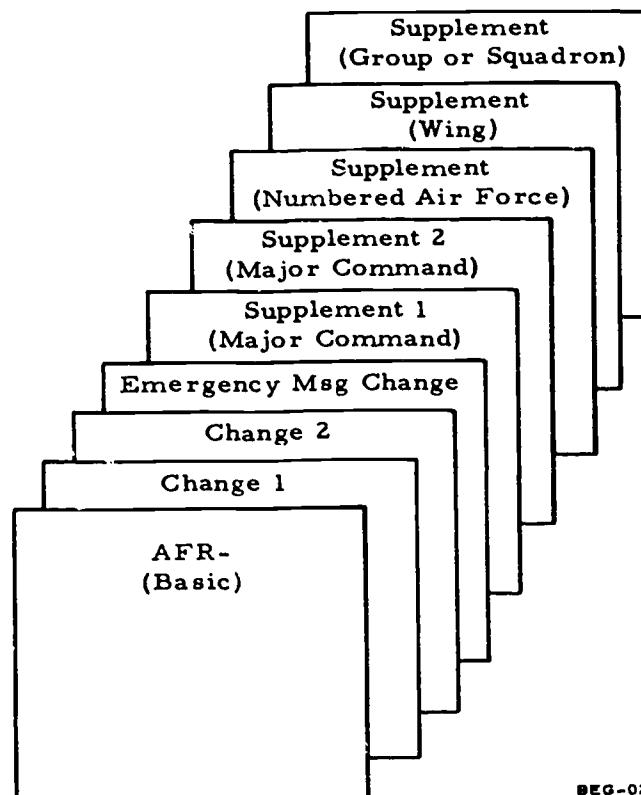 Supplement
(Group or Squadron)
Supplement
(Wing)
Supplement
(Numbered Air Force)
Supplement 2
(Major Command)
Supplement 1
(Major Command)
Emergency Msg Change
Change 2
Change 1
AFR-
(Basic)